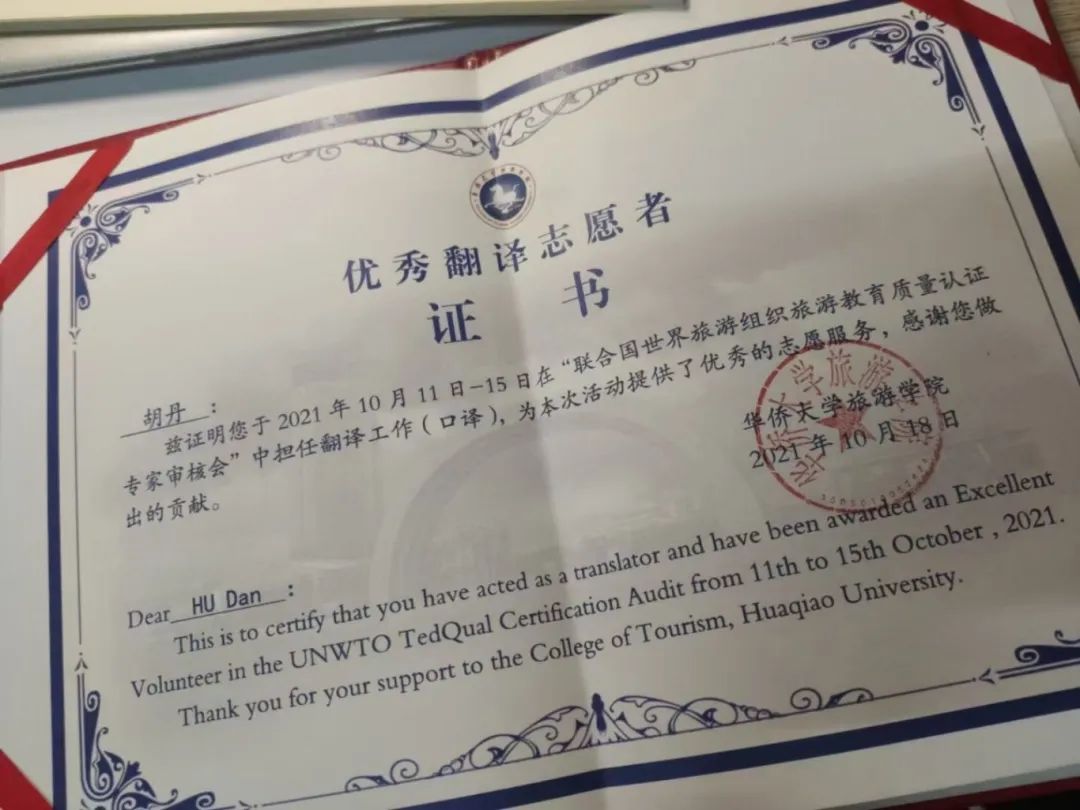 优秀翻译志愿者
证 书
胡丹 :
兹证明您于 2021 年 10 月 11 日-15 日在“联合国世界旅游组织旅游教育质量认证
专家审核会”中担任翻译工作(口译),为本次活动提供了优秀的志愿服务,感谢您做
出的贡献。
华侨大学旅游学院
2021 年 10 月 18 日
Dear HU Dan :
This is to certify that you have acted as a translator and have been awarded an Excellent
Volunteer in the UNWTO TedQual Certification Audit from 11th to 15th October , 2021.
Thank you for your support to the College of Tourism, Huaqiao University.